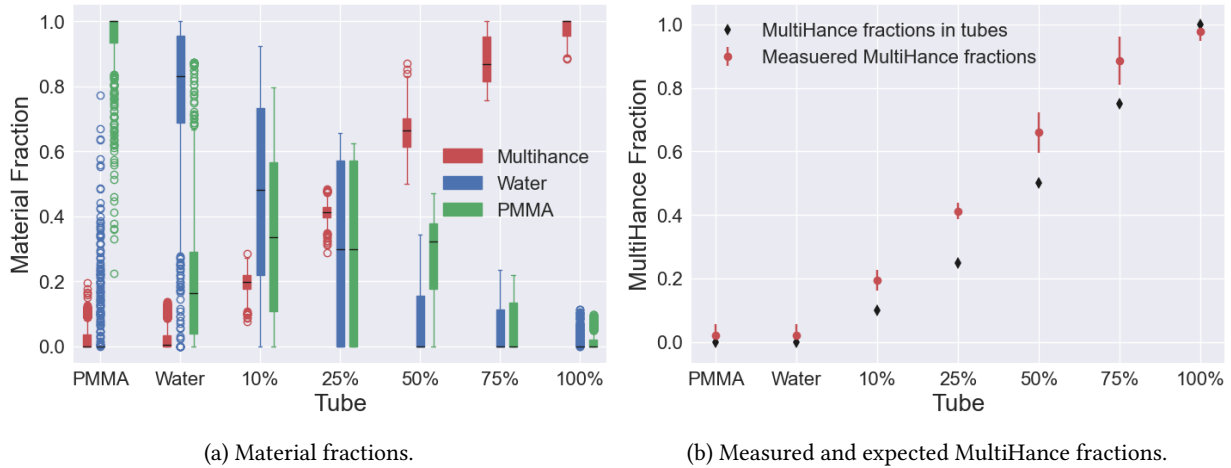 1.0
0.8
0.6
0.4
0.2
0.0
Material Fraction
Multihance
Water
PMMA
PMMA Water 10% 25% 50% 75% 100%
Tube
(a) Material fractions.
1.0
0.8
0.6
0.4
0.2
0.0
MultiHance Fraction
MultiHance fractions in tubes
Measuered MultiHance fractions
PMMA Water 10% 25% 50% 75% 100%
Tube
(b) Measured and expected MultiHance fractions.